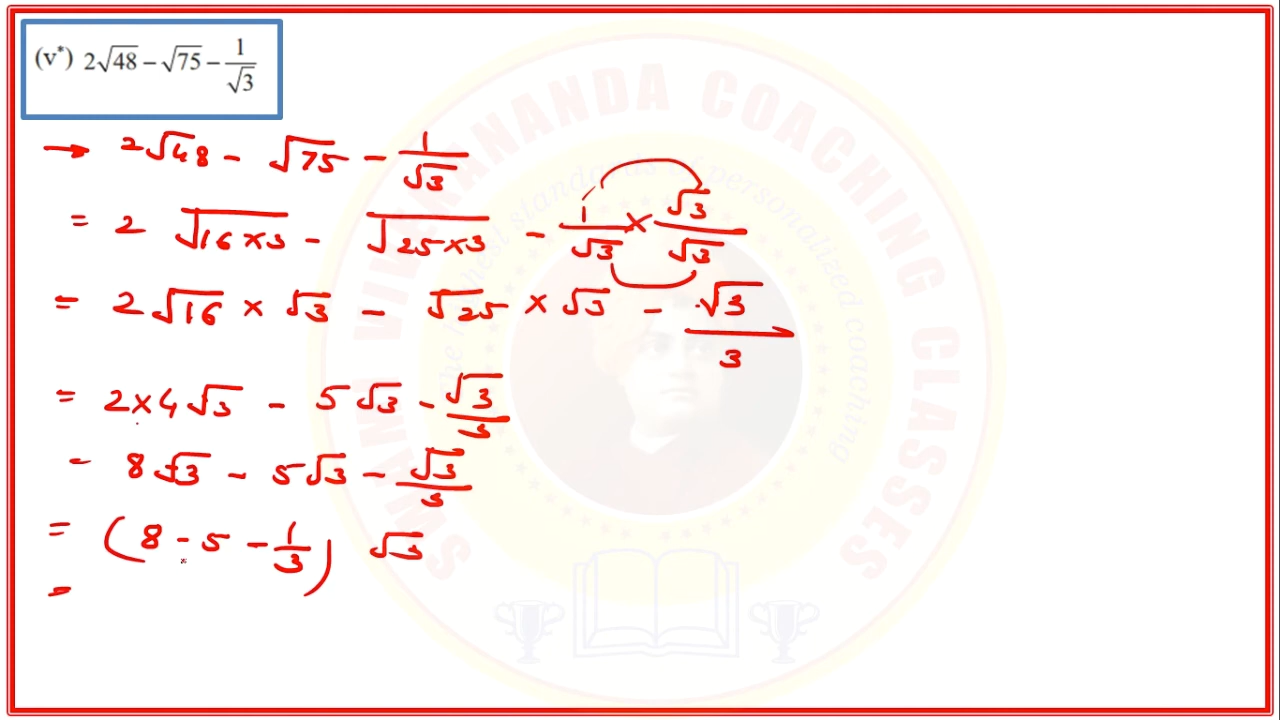 (v*) 2√48 – √75 – 1/√3
→ 2√48 – √75 – 1/√3
= 2 √16×3 – √25×3 – 1/√3 × √3/√3
= 2√16 × √3 – √25 × √3 – √3/3
= 2×4√3 – 5√3 – √3/3
= 8√3 – 5√3 – √3/3
= (8 – 5 – 1/3) √3
=
SWAMI VIVEKANANDA COACHING CLASSES